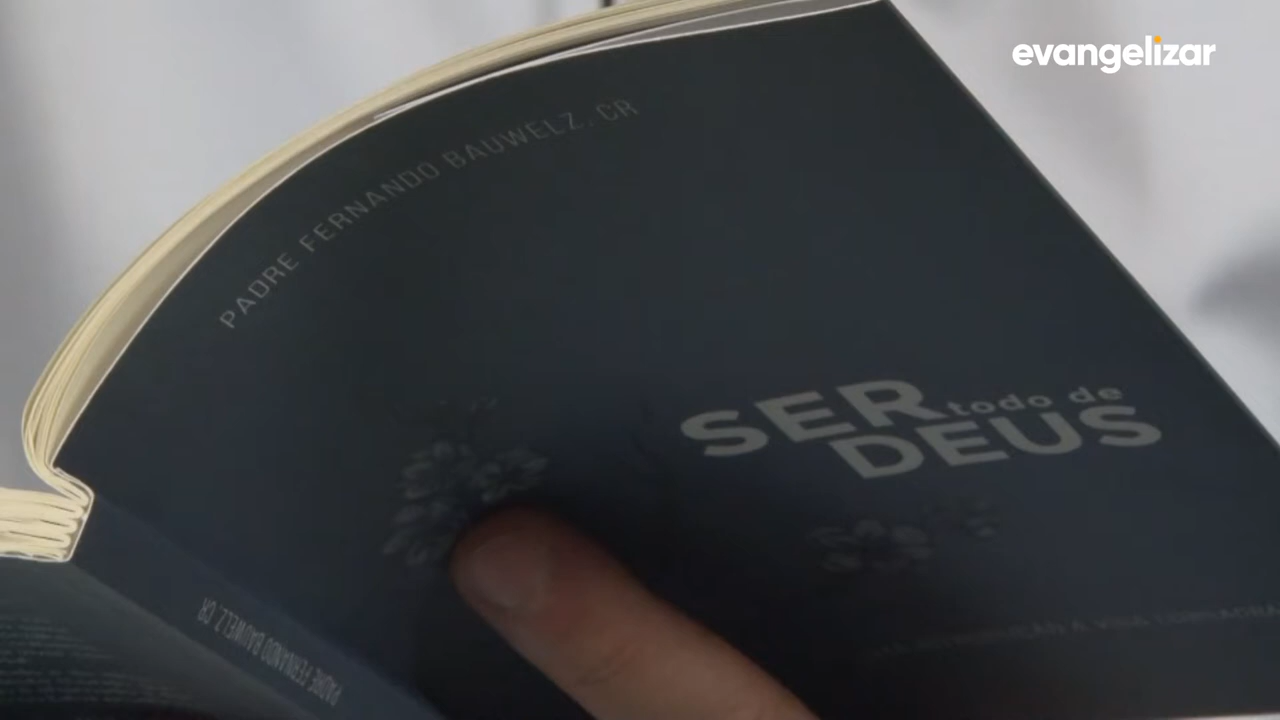 evangelizar
PADRE FERNANDO BAUWELZ, CR
SER todo de
DEUS
PADRE FERNANDO BAUWELZ, CR